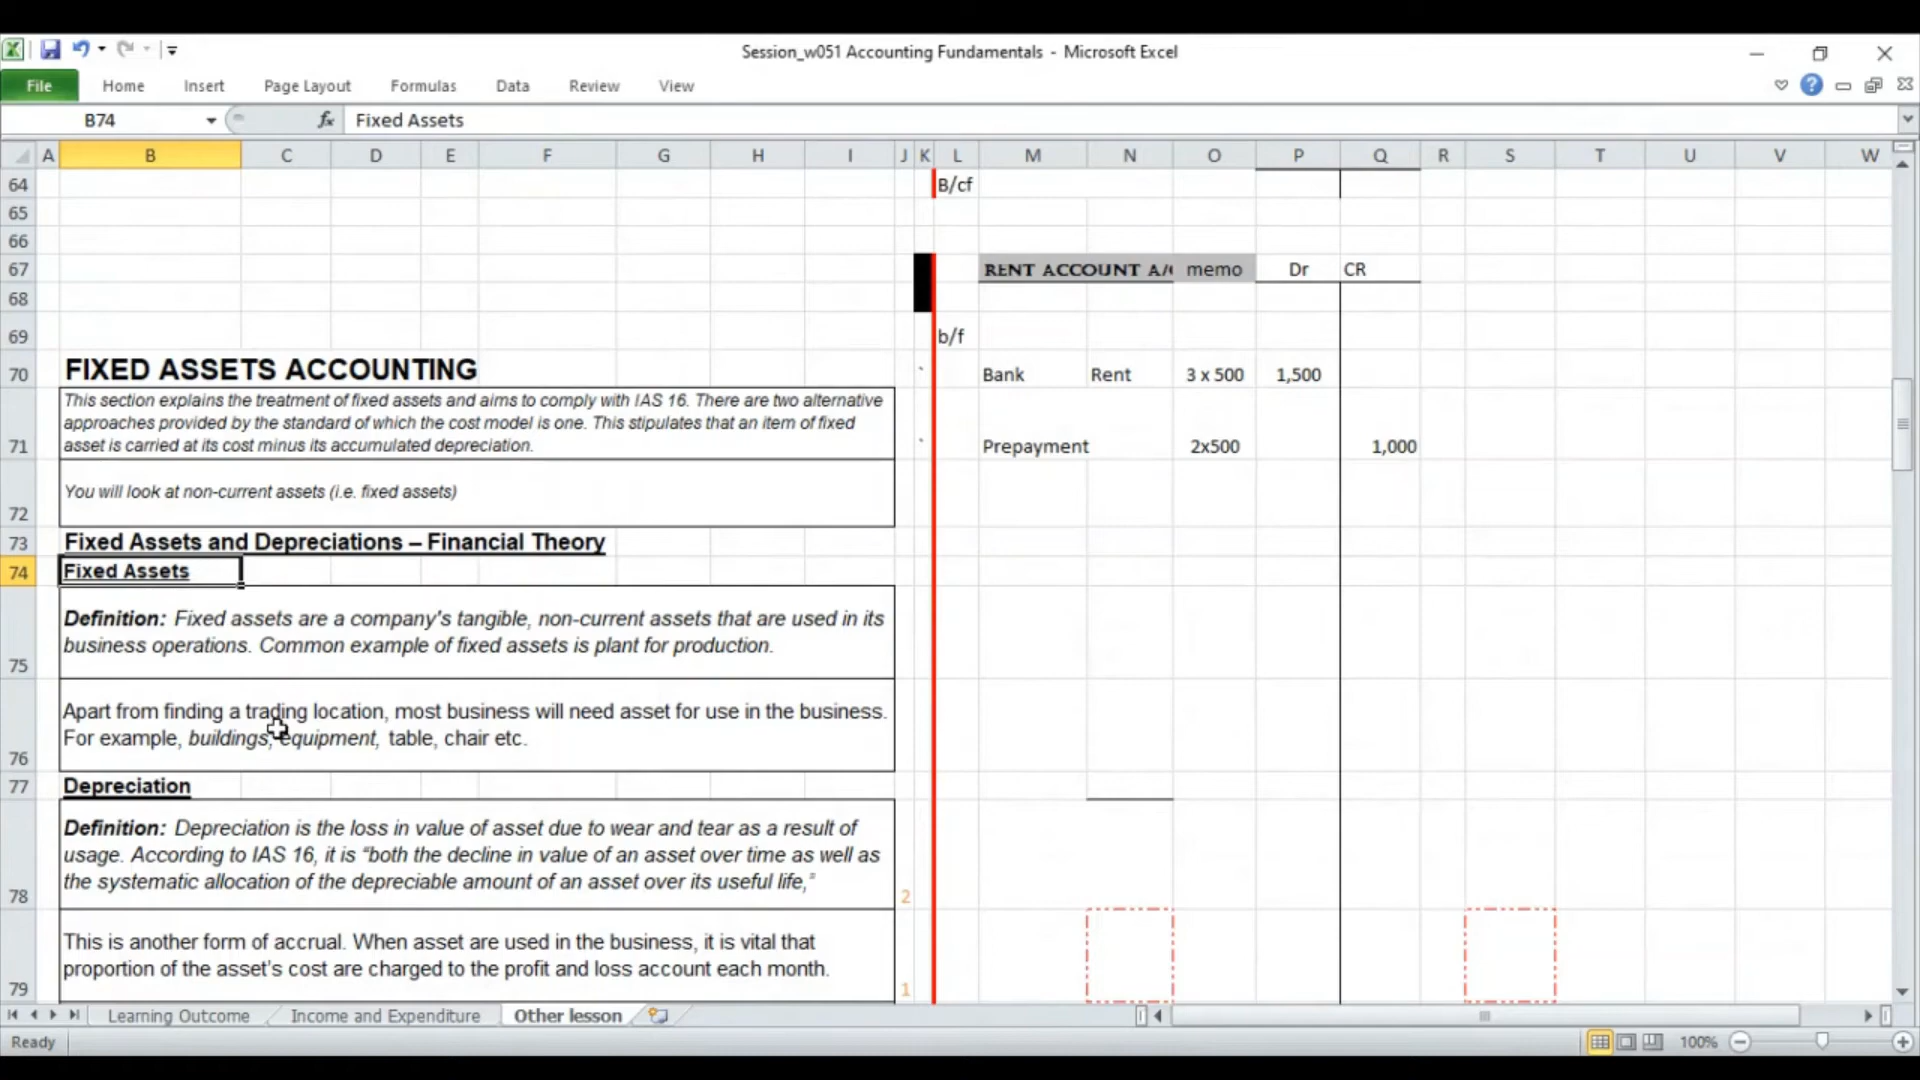 Session_w051 Accounting Fundamentals - Microsoft Excel
File Home Insert Page Layout Formulas Data Review View
B74 fx Fixed Assets
A B C D E F G H I J K L M N O P Q R S T U V W
64 B/cf
65
66
67 RENT ACCOUNT A/ memo Dr CR
68
69 b/f
70 FIXED ASSETS ACCOUNTING ` Bank Rent 3 x 500 1,500
This section explains the treatment of fixed assets and aims to comply with IAS 16. There are two alternative
approaches provided by the standard of which the cost model is one. This stipulates that an item of fixed
71 asset is carried at its cost minus its accumulated depreciation. ` Prepayment 2x500 1,000
You will look at non-current assets (i.e. fixed assets)
72
73 Fixed Assets and Depreciations – Financial Theory
74 Fixed Assets
Definition: Fixed assets are a company's tangible, non-current assets that are used in its
business operations. Common example of fixed assets is plant for production.
75
Apart from finding a trading location, most business will need asset for use in the business.
For example, buildings, equipment, table, chair etc.
76
77 Depreciation
Definition: Depreciation is the loss in value of asset due to wear and tear as a result of
usage. According to IAS 16, it is “both the decline in value of an asset over time as well as
the systematic allocation of the depreciable amount of an asset over its useful life,”
78 2
This is another form of accrual. When asset are used in the business, it is vital that
proportion of the asset's cost are charged to the profit and loss account each month.
79 1
Learning Outcome Income and Expenditure Other lesson
Ready 100%